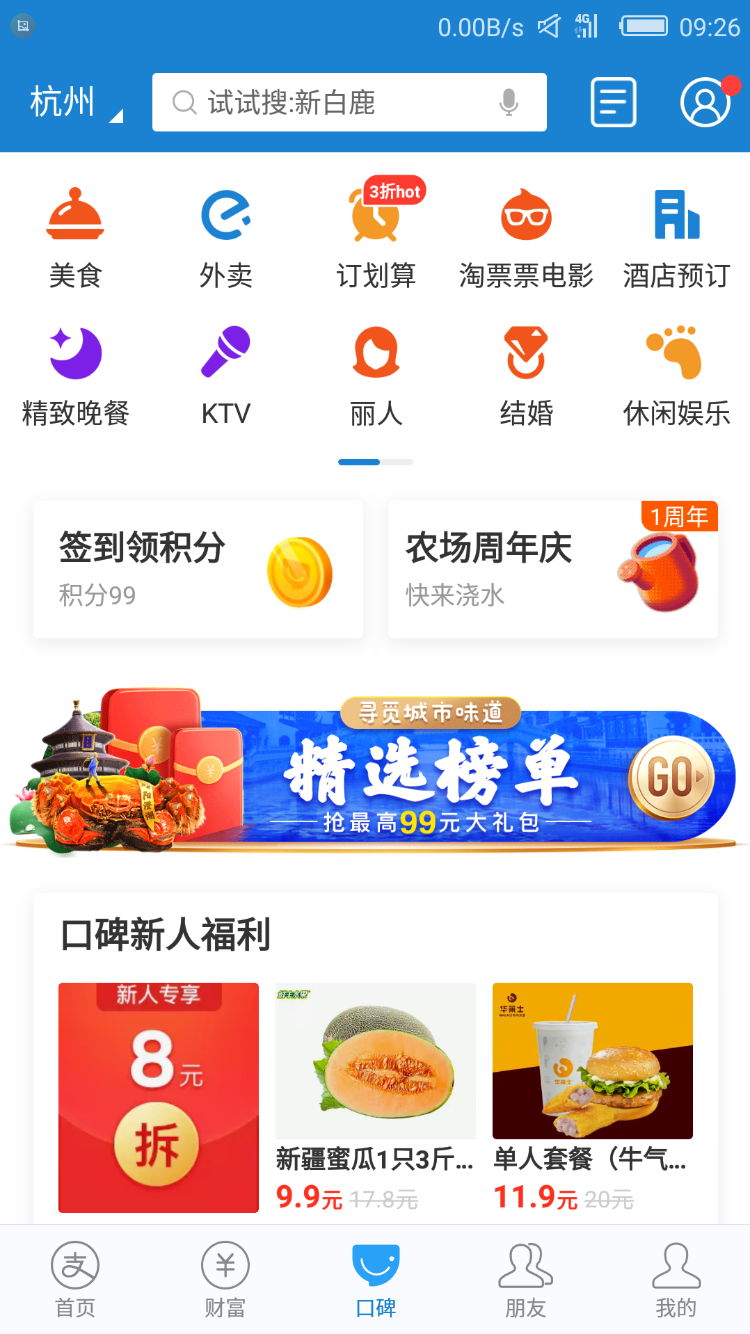 0.00B/s 4G 09:26
杭州
试试搜:新白鹿
3折hot
美食 外卖 订划算 淘票票电影 酒店预订
精致晚餐 KTV 丽人 结婚 休闲娱乐
签到领积分
积分99
1周年
农场周年庆
快来浇水
寻觅城市味道
精选榜单
抢最高99元大礼包
GO
口碑新人福利
新人专享
8元
拆
华莱士
新疆蜜瓜1只3斤...
9.9元 17.8元
单人套餐（牛气...
11.9元 20元
支
首页 财富 口碑 朋友 我的